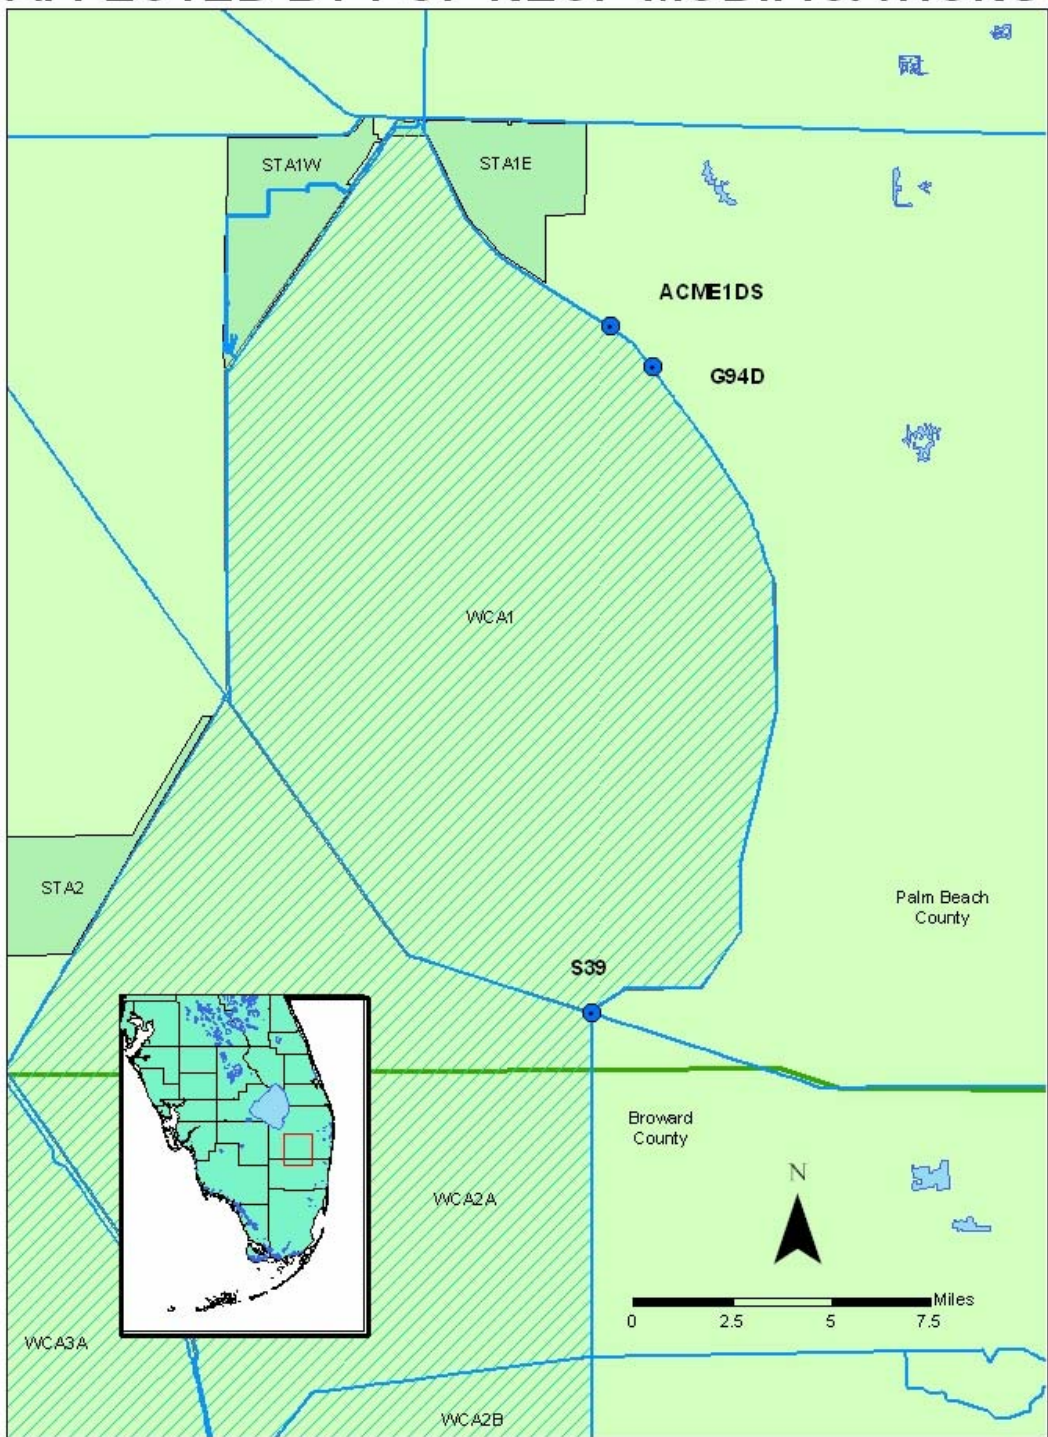 STA1W
STA1E
ACME1DS
G94D
WCA1
STA2
Palm Beach
County
S39
Broward
County
N
WCA2A
Miles
0 2.5 5 7.5
WCA3A
WCA2B